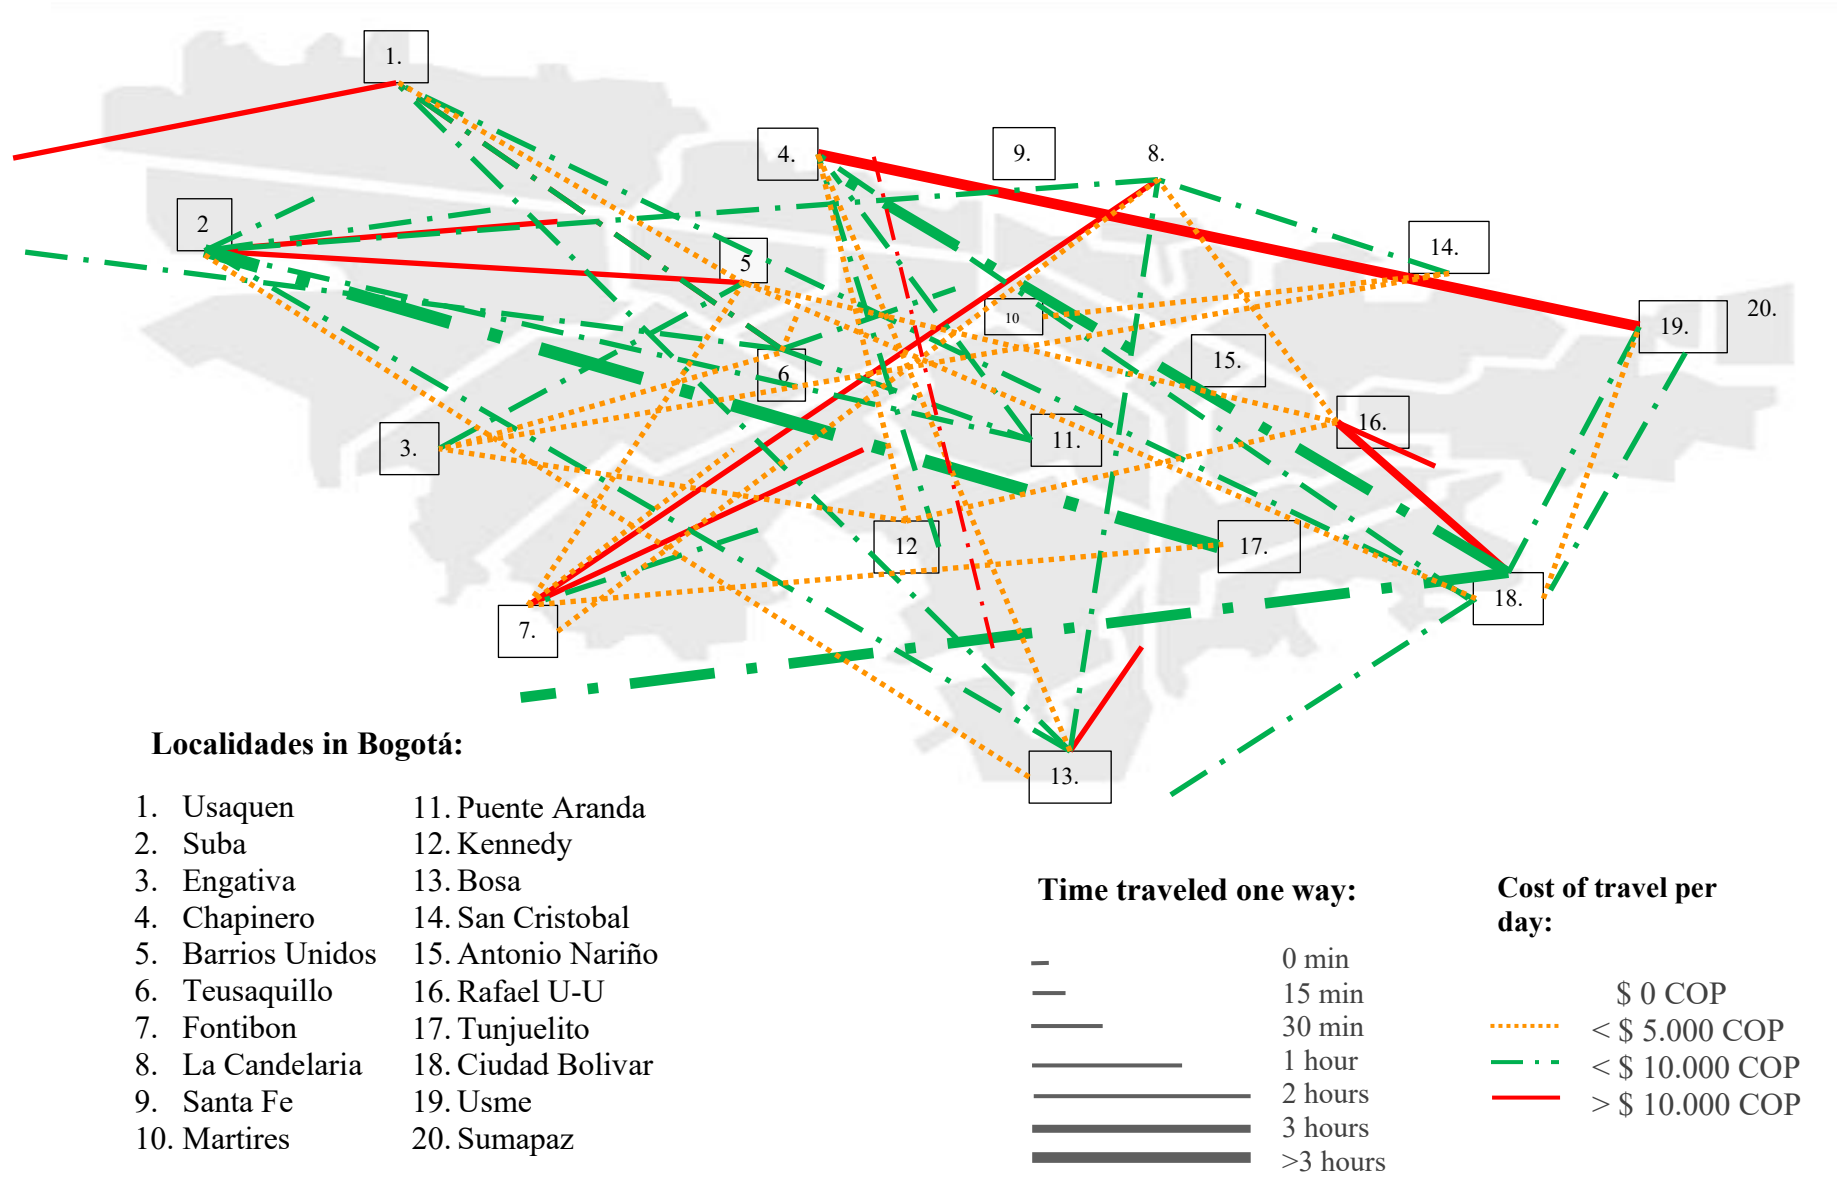 1.
4.
9.
8.
2
14.
5
20.
19.
10
15.
6
16.
3.
11.
12
17.
18.
7.
13.
Localidades in Bogotá:
1. Usaquen
2. Suba
3. Engativa
4. Chapinero
5. Barrios Unidos
6. Teusaquillo
7. Fontibon
8. La Candelaria
9. Santa Fe
10. Martires
11. Puente Aranda
12. Kennedy
13. Bosa
14. San Cristobal
15. Antonio Nariño
16. Rafael U-U
17. Tunjuelito
18. Ciudad Bolivar
19. Usme
20. Sumapaz
Time traveled one way:
0 min
15 min
30 min
1 hour
2 hours
3 hours
>3 hours
Cost of travel per
day:
$ 0 COP
< $ 5.000 COP
< $ 10.000 COP
> $ 10.000 COP